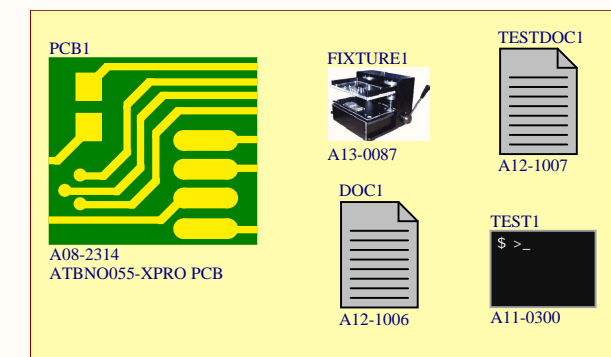 PCB1
A08-2314
ATBNO055-XPRO PCB
FIXTURE1
A13-0087
TESTDOC1
A12-1007
DOC1
A12-1006
TEST1
$ >_
A11-0300